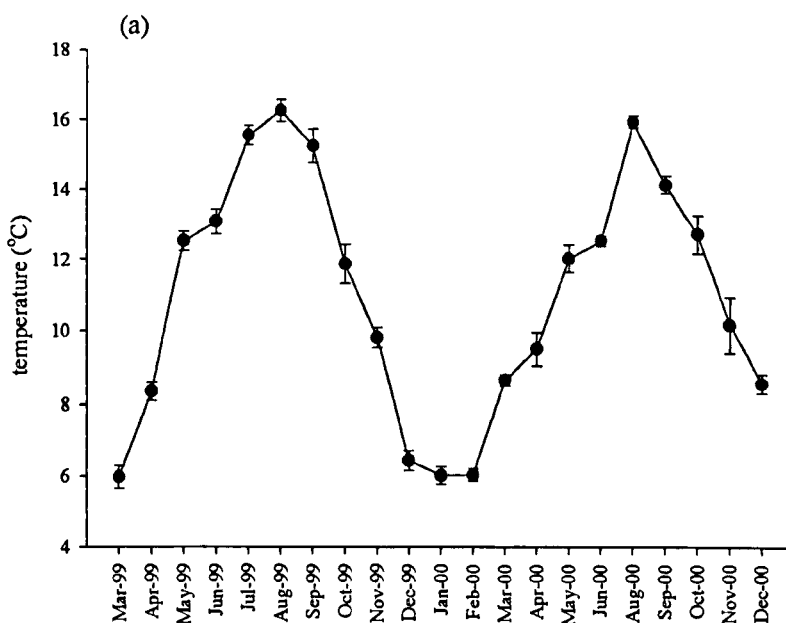 (a)
18
16
14
12
10
8
6
4
temperature (°C)
Mar-99
Apr-99
May-99
Jun-99
Jul-99
Aug-99
Sep-99
Oct-99
Nov-99
Dec-99
Jan-00
Feb-00
Mar-00
Apr-00
May-00
Jun-00
Aug-00
Sep-00
Oct-00
Nov-00
Dec-00